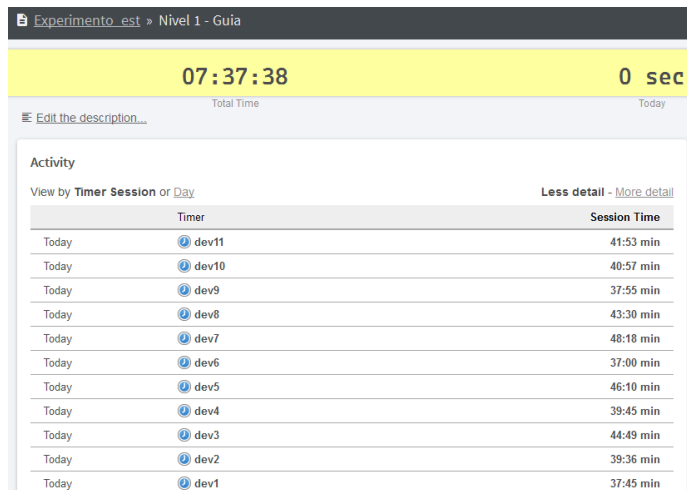 Experimento_est » Nivel 1 - Guia
07:37:38 0 sec
Total Time Today
Edit the description...
Activity
View by Timer Session or Day Less detail - More detail
Timer Session Time
Today dev11 41:53 min
Today dev10 40:57 min
Today dev9 37:55 min
Today dev8 43:30 min
Today dev7 48:18 min
Today dev6 37:00 min
Today dev5 46:10 min
Today dev4 39:45 min
Today dev3 44:49 min
Today dev2 39:36 min
Today dev1 37:45 min